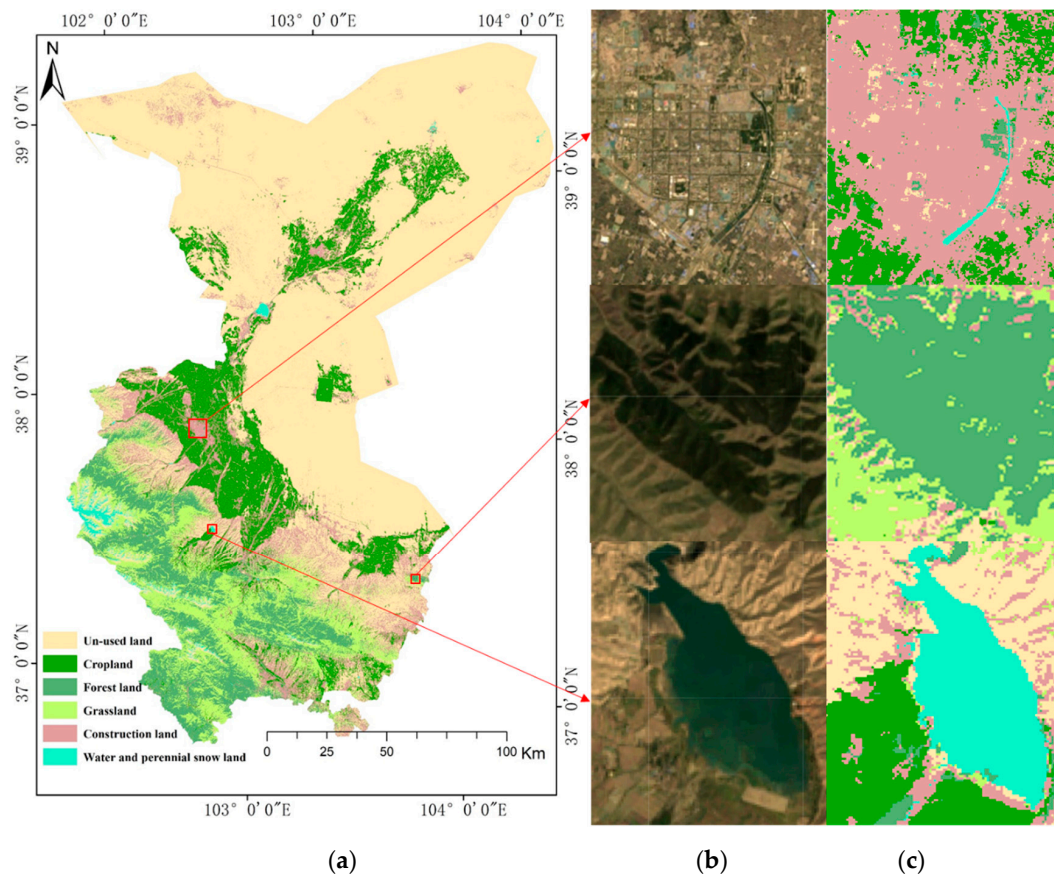 102° 0′ 0″E
103° 0′ 0″E
104° 0′ 0″E
N
39° 0′ 0″N
38° 0′ 0″N
37° 0′ 0″N
39° 0′ 0″N
38° 0′ 0″N
37° 0′ 0″N
Un-used land
Cropland
Forest land
Grassland
Construction land
Water and perennial snow land
0 25 50 100
Km
103° 0′ 0″E
104° 0′ 0″E
(a) (b) (c)